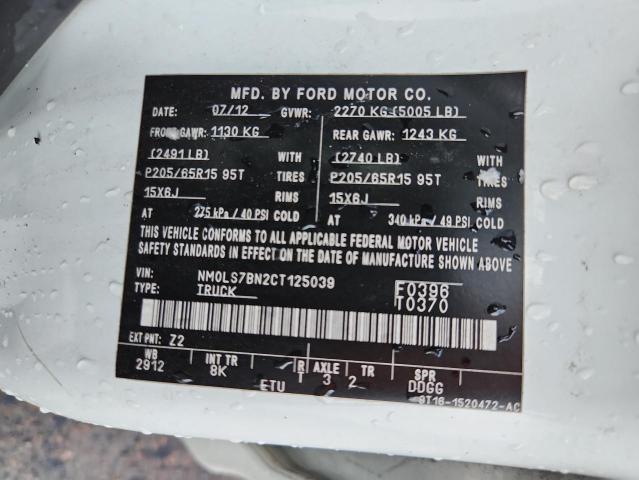 MFD. BY FORD MOTOR CO.
DATE: 07/12 GVWR: 2270 KG (5005 LB)
FRONT GAWR: 1130 KG REAR GAWR: 1243 KG
(2491 LB) WITH (2740 LB) WITH
P205/65R15 95T TIRES P205/65R15 95T TIRES
15X6J RIMS 15X6J RIMS
AT 275 kPa / 40 PSI COLD AT 340 kPa / 49 PSI COLD
THIS VEHICLE CONFORMS TO ALL APPLICABLE FEDERAL MOTOR VEHICLE
SAFETY STANDARDS IN EFFECT ON THE DATE OF MANUFACTURE SHOWN ABOVE.
VIN: NM0LS7BN2CT125039 F0396
TYPE: TRUCK T0370
EXT PNT: Z2
WB INT TR R AXLE TR SPR
2912 8K T 3 2 DDGG
ETU 9T16-1520472-AC